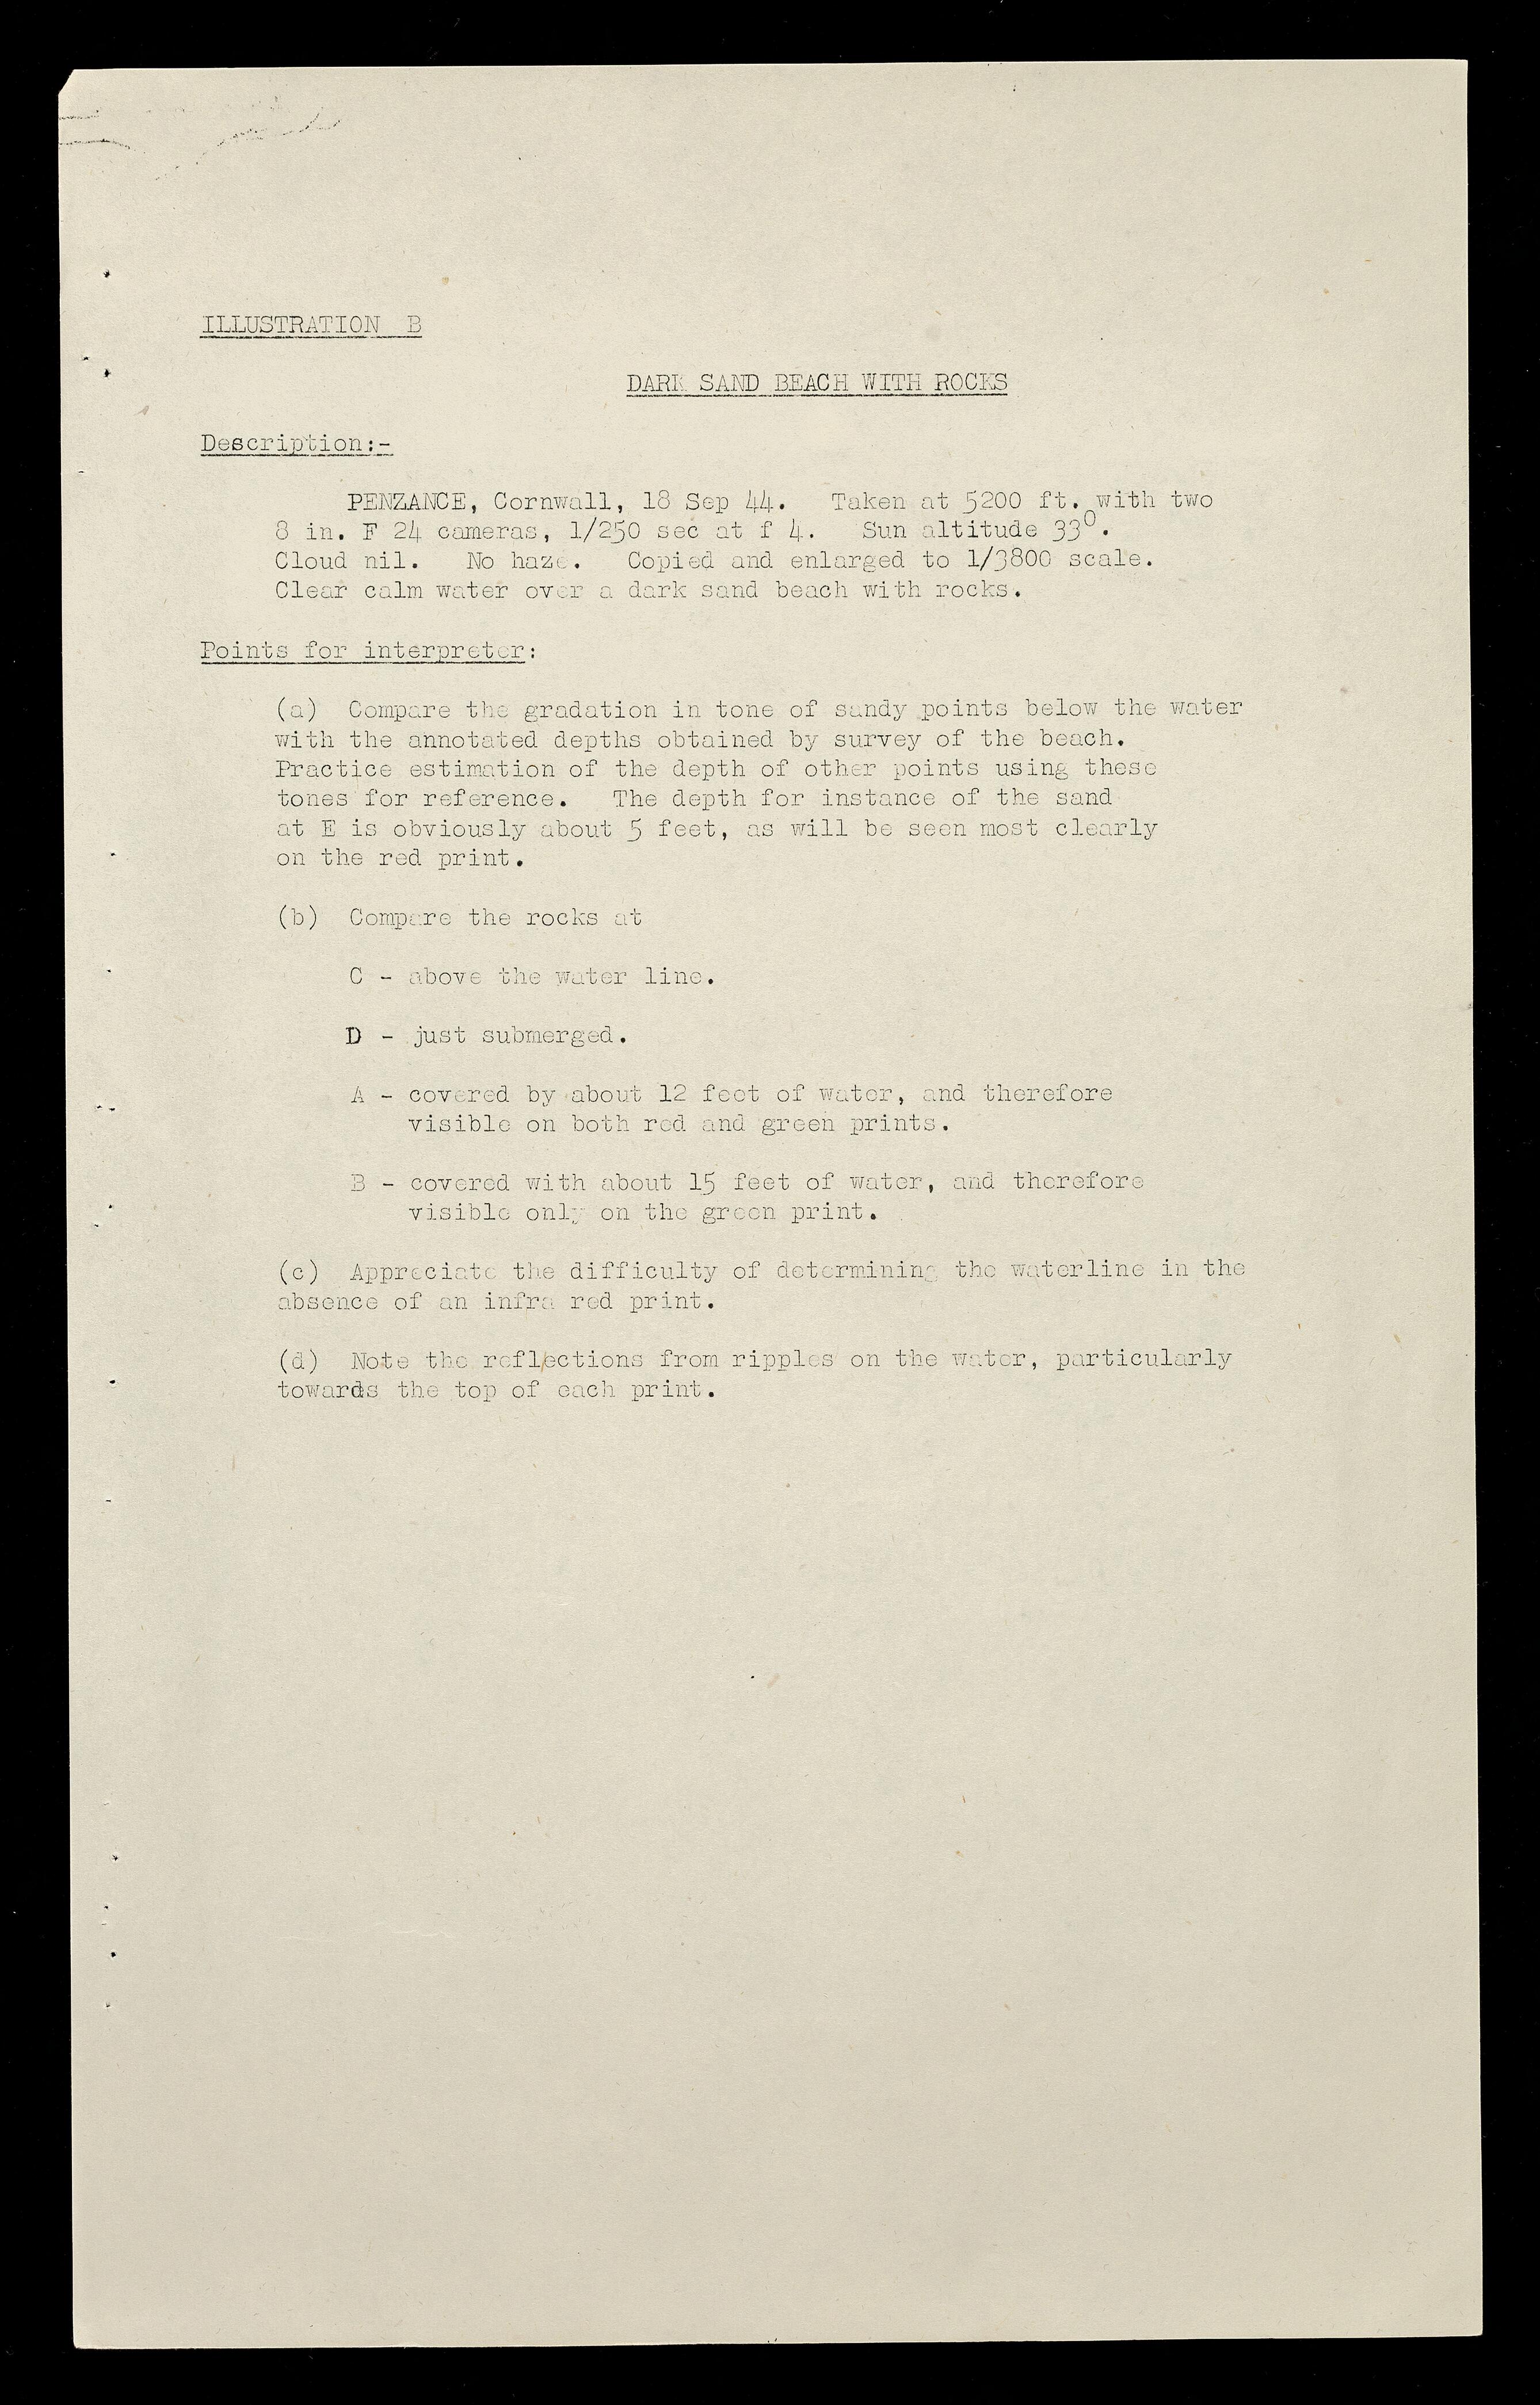 ILLUSTRATION B
DARK SAND BEACH WITH ROCKS
Description:-
PENZANCE, Cornwall, 18 Sep 44. Taken at 5200 ft. with two
8 in. F 24 cameras, 1/250 sec at f 4. Sun altitude 33°.
Cloud nil. No haze. Copied and enlarged to 1/3800 scale.
Clear calm water over a dark sand beach with rocks.
Points for interpreter:
(a) Compare the gradation in tone of sandy points below the water
with the annotated depths obtained by survey of the beach.
Practice estimation of the depth of other points using these
tones for reference. The depth for instance of the sand
at E is obviously about 5 feet, as will be seen most clearly
on the red print.
(b) Compare the rocks at
C - above the water line.
D - just submerged.
A - covered by about 12 feet of water, and therefore
visible on both red and green prints.
B - covered with about 15 feet of water, and therefore
visible only on the green print.
(c) Appreciate the difficulty of determining the waterline in the
absence of an infra red print.
(d) Note the reflections from ripples on the water, particularly
towards the top of each print.